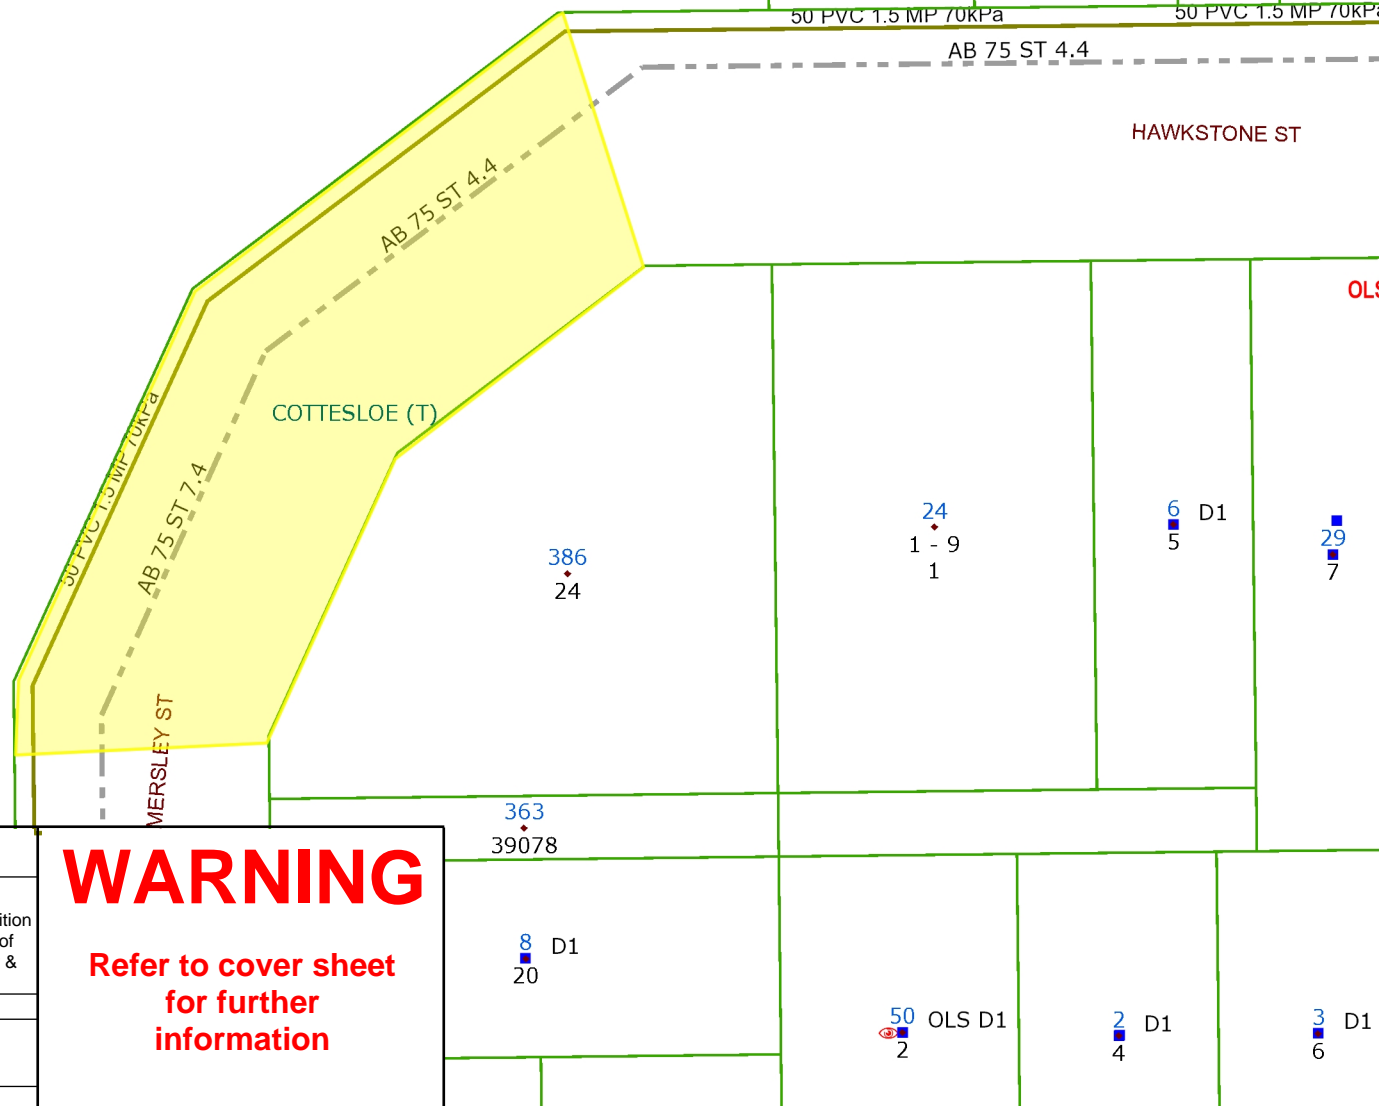 50 PVC 1.5 MP 70kPa
50 PVC 1.5 MP 70kPa
AB 75 ST 4.4
HAWKSTONE ST
AB 75 ST 4.4
OLS
50 PVC 1.5 MP 70kPa
COTTESLOE (T)
AB 75 ST 7.4
24
1 - 9
1
6 D1
5
29
7
386
24
MERSLEY ST
363
39078
WARNING
Refer to cover sheet
for further
information
ition
of
&
8 D1
20
50 OLS D1
2
2 D1
4
3 D1
6